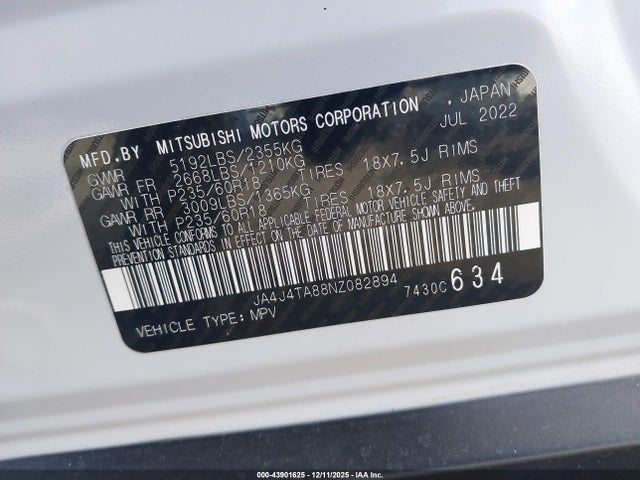 MFD.BY MITSUBISHI MOTORS CORPORATION , JAPAN
JUL 2022
GVWR 5192LBS/2355KG
GAWR FR 2668LBS/1210KG
WITH P235/60R18 TIRES 18X7.5J RIMS
GAWR RR 3009LBS/1365KG
WITH P235/60R18 TIRES 18X7.5J RIMS
THIS VEHICLE CONFORMS TO ALL APPLICABLE FEDERAL MOTOR VEHICLE SAFETY AND THEFT
PREVENTION STANDARDS IN EFFECT ON THE DATE OF MANUFACTURE SHOWN ABOVE.
JA4J4TA88NZ082894
7430C 634
VEHICLE TYPE: MPV
000-43901625 - 12/11/2025 - IAA Inc.